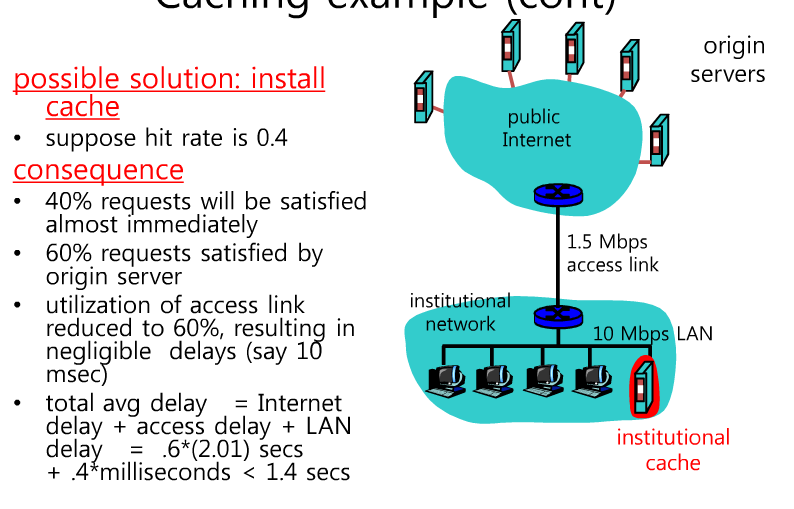 Caching example (cont)
possible solution: install
cache
• suppose hit rate is 0.4
consequence
• 40% requests will be satisfied
almost immediately
• 60% requests satisfied by
origin server
• utilization of access link
reduced to 60%, resulting in
negligible delays (say 10
msec)
• total avg delay = Internet
delay + access delay + LAN
delay = .6*(2.01) secs
+ .4*milliseconds < 1.4 secs
origin
servers
public
Internet
1.5 Mbps
access link
institutional
network
10 Mbps LAN
institutional
cache